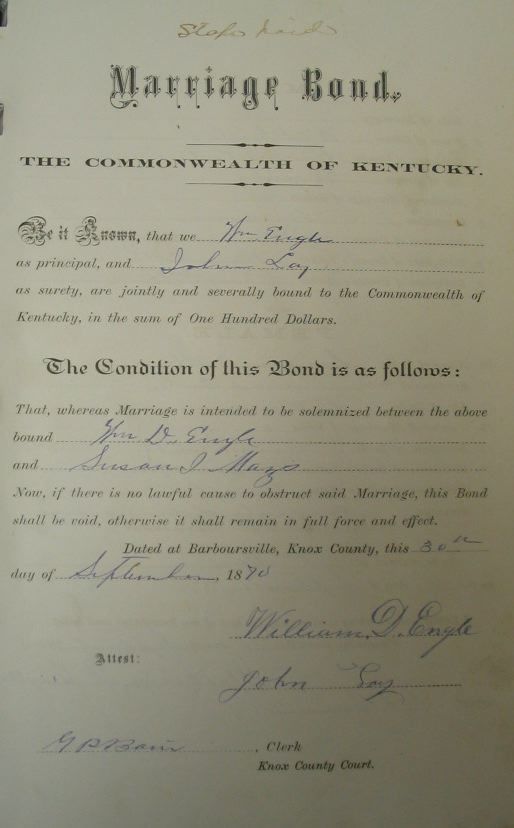 Marriage Bond.
THE COMMONWEALTH OF KENTUCKY.
Be it Known, that we Wm Engle
as principal, and John Lay
as surety, are jointly and severally bound to the Commonwealth of
Kentucky, in the sum of One Hundred Dollars.
The Condition of this Bond is as follows:
That, whereas Marriage is intended to be solemnized between the above
bound Wm D. Engle
and Susan J Mays
Now, if there is no lawful cause to obstruct said Marriage, this Bond
shall be void, otherwise it shall remain in full force and effect.
Dated at Barboursville, Knox County, this 30th
day of September, 18
William. D. Engle
Attest:
John Lay
G P Bain, Clerk
Knox County Court.